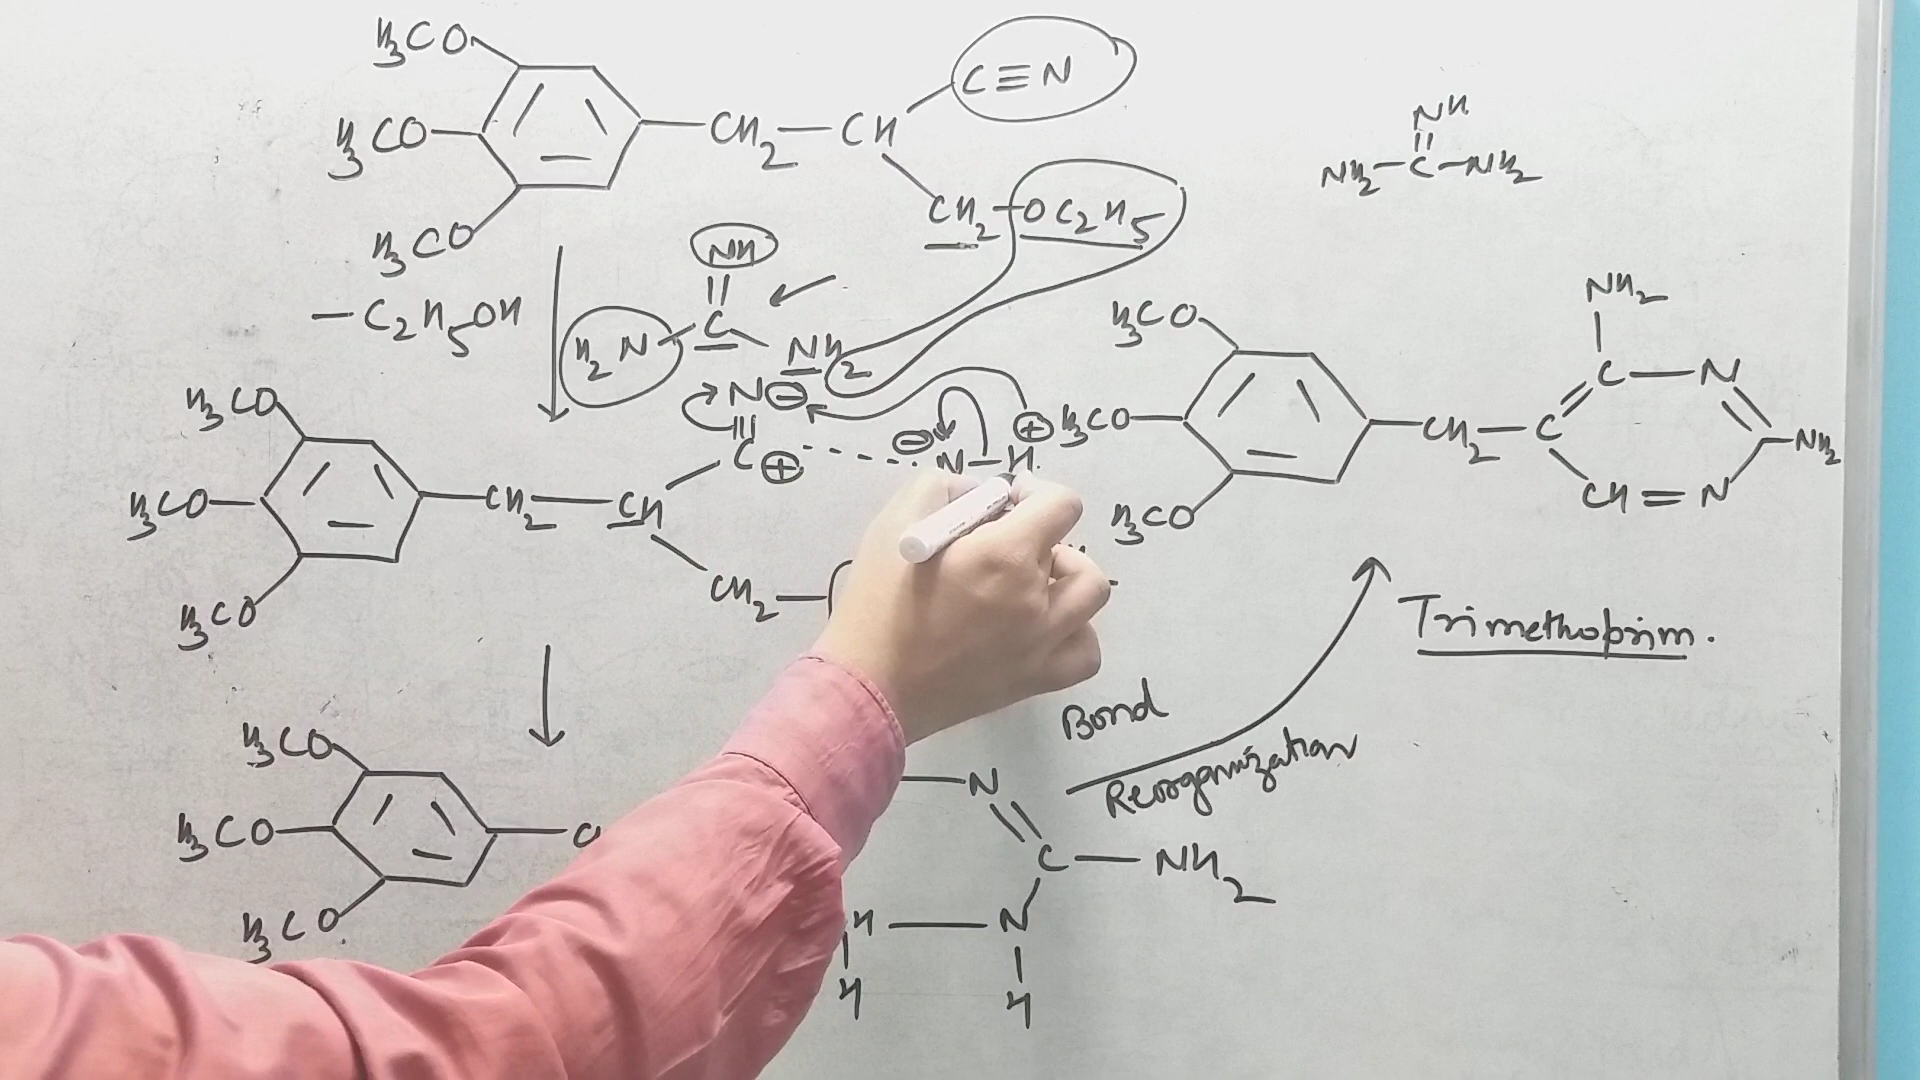 H₃CO
C≡N
H₃CO
CH₂—CH
NH
NH₂—C—NH₂
H₃CO
CH₂—OC₂H₅
NH
—C₂H₅OH
H₂N
C
NH₂
NH₂
H₃CO
C—N
H₃CO
N⊖
C⊕
⊖
⊕
N—H
H₃CO
CH₂—C
NH₂
H₃CO
CH₂—CH
CH=N
H₃CO
H₃CO
CH₂
Trimethoprim.
Bond
Reorganization
H₃CO
N
H₃CO
C
C—NH₂
H₃CO
H—N
H
H